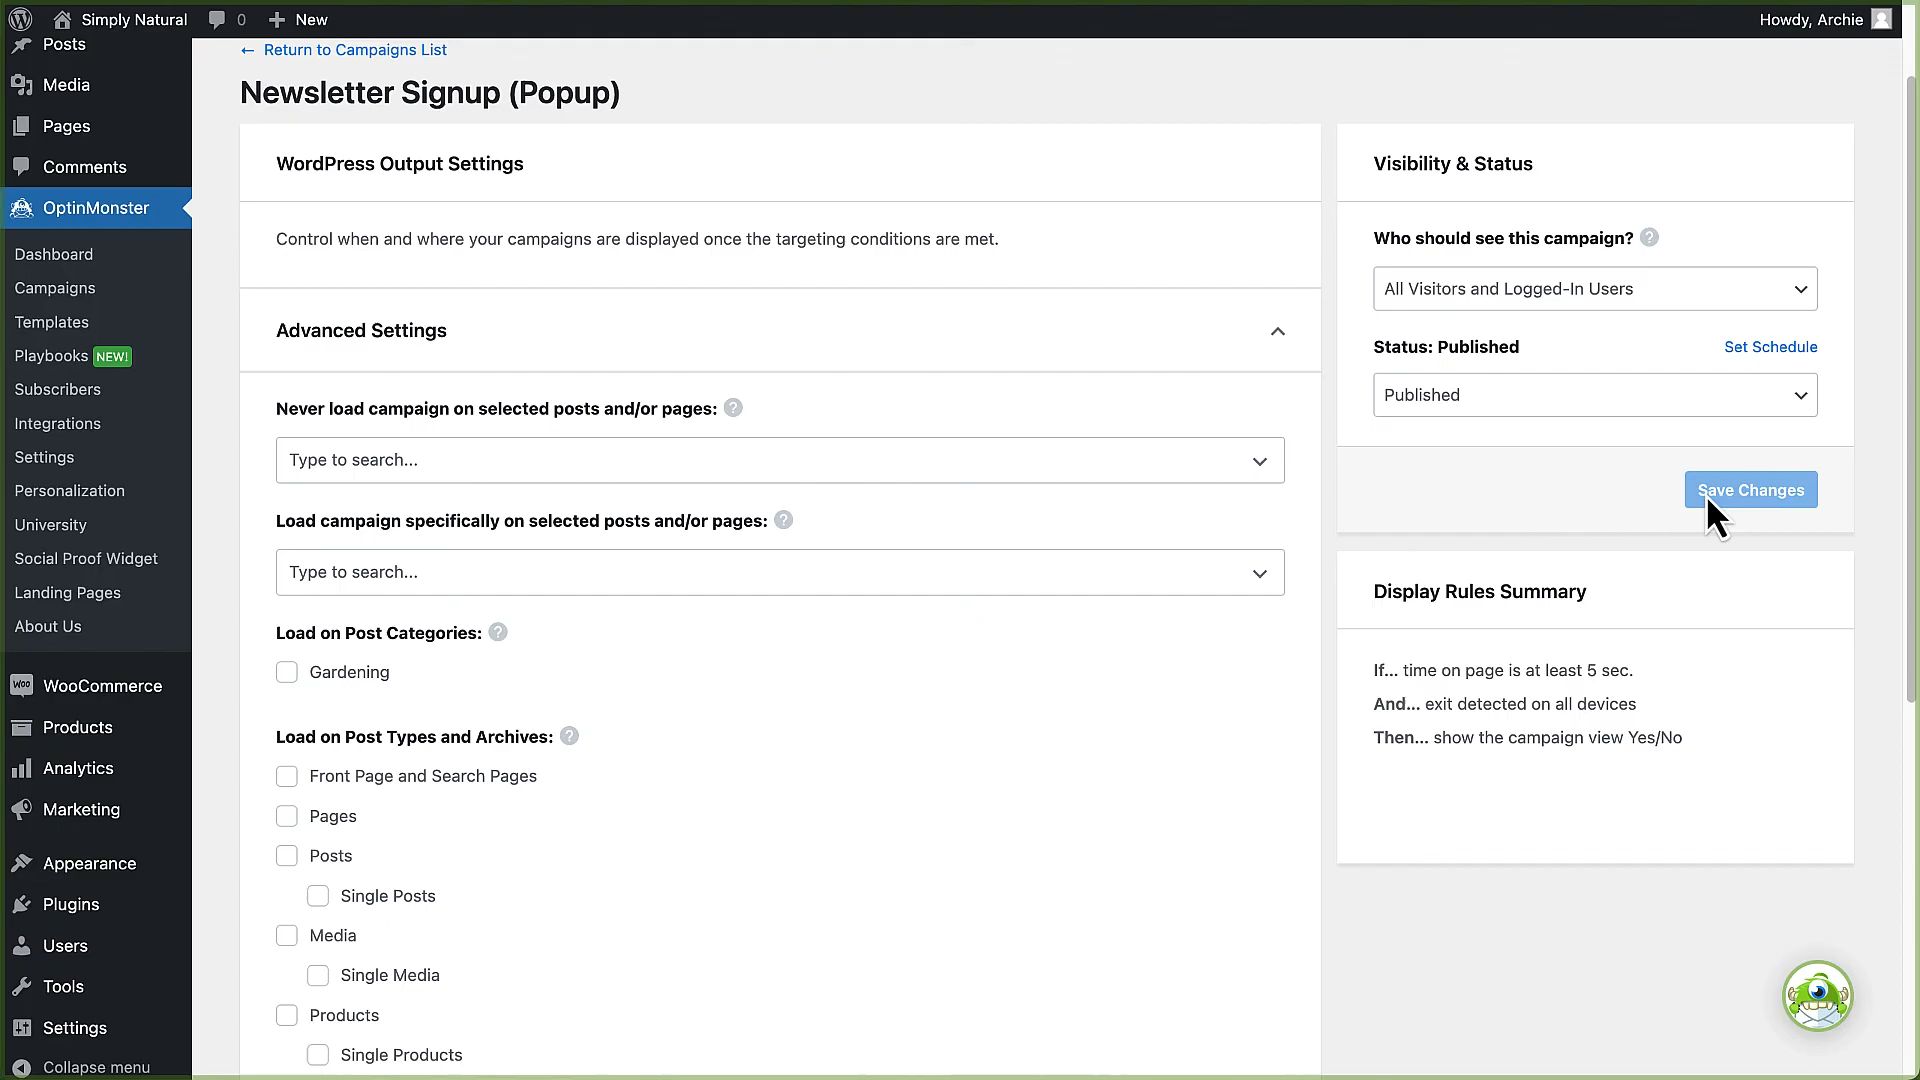 Simply Natural
0
New
Howdy, Archie
Posts
Media
Pages
Comments
OptinMonster
Dashboard
Campaigns
Templates
Playbooks NEW!
Subscribers
Integrations
Settings
Personalization
University
Social Proof Widget
Landing Pages
About Us
WooCommerce
Products
Analytics
Marketing
Appearance
Plugins
Users
Tools
Settings
Collapse menu
← Return to Campaigns List
Newsletter Signup (Popup)
WordPress Output Settings
Control when and where your campaigns are displayed once the targeting conditions are met.
Advanced Settings
Never load campaign on selected posts and/or pages: ?
Type to search...
Load campaign specifically on selected posts and/or pages: ?
Type to search...
Load on Post Categories: ?
Gardening
Load on Post Types and Archives: ?
Front Page and Search Pages
Pages
Posts
Single Posts
Media
Single Media
Products
Single Products
Visibility & Status
Who should see this campaign? ?
All Visitors and Logged-In Users
Status: Published
Set Schedule
Published
Save Changes
Display Rules Summary
If... time on page is at least 5 sec.
And... exit detected on all devices
Then... show the campaign view Yes/No